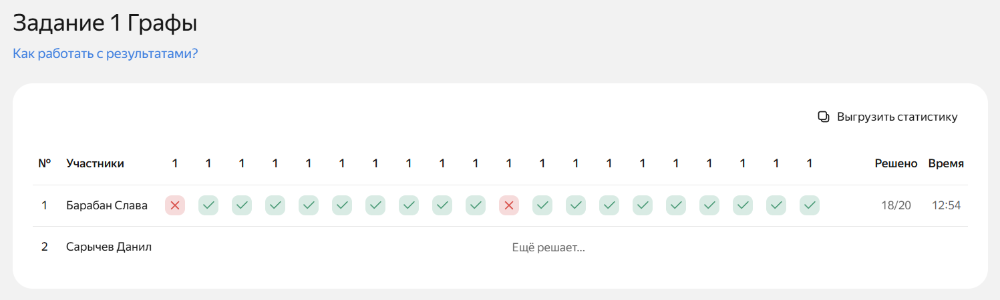 Задание 1 Графы
Как работать с результатами?
Выгрузить статистику
№ Участники 1 1 1 1 1 1 1 1 1 1 1 1 1 1 1 1 1 1 1 1 Решено Время
1 Барабан Слава 18/20 12:54
2 Сарычев Данил Ещё решает...